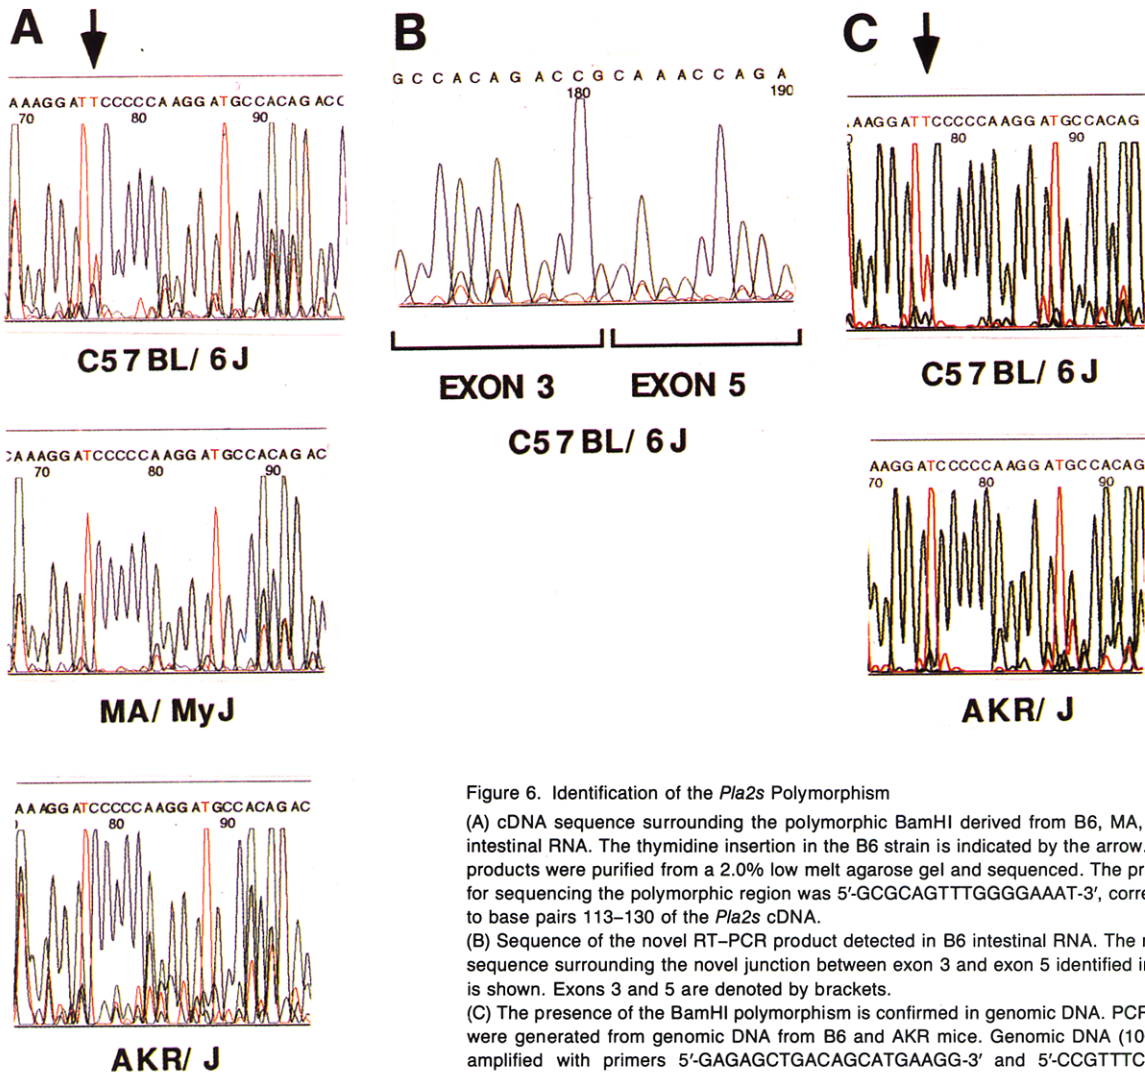 A
B
C
AAAGGATTCCCCCAAGGATGCCACAGACC
70 80 90
C57BL/6J
GCCACAGACCGCAAACCAGA
180 190
EXON 3 EXON 5
C57BL/6J
AAGGATTCCCCCAAGGATGCCACAG
80 90
C57BL/6J
AAAGGATCCCCCAAGGATGCCACAGAC
70 80 90
MA/MyJ
AAGGATCCCCCAAGGATGCCACAG
70 80 90
AKR/J
AAAGGATCCCCCAAGGATGCCACAGAC
80 90
AKR/J
Figure 6. Identification of the Pla2s Polymorphism
(A) cDNA sequence surrounding the polymorphic BamHI derived from B6, MA,
intestinal RNA. The thymidine insertion in the B6 strain is indicated by the arrow.
products were purified from a 2.0% low melt agarose gel and sequenced. The pr
for sequencing the polymorphic region was 5′-GCGCAGTTTGGGGAAAT-3′, corre
to base pairs 113–130 of the Pla2s cDNA.
(B) Sequence of the novel RT–PCR product detected in B6 intestinal RNA. The
sequence surrounding the novel junction between exon 3 and exon 5 identified i
is shown. Exons 3 and 5 are denoted by brackets.
(C) The presence of the BamHI polymorphism is confirmed in genomic DNA. PCR
were generated from genomic DNA from B6 and AKR mice. Genomic DNA (10
amplified with primers 5′-GAGAGCTGACAGCATGAAGG-3′ and 5′-CCGTTTC